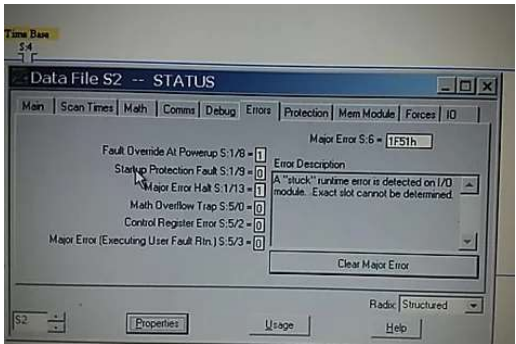 Time Base
S:4
Data File S2 -- STATUS
Main Scan Times Math Comms Debug Errors Protection Mem Module Forces IO
Fault Override At Powerup S:1/8 = 1
Startup Protection Fault S:1/9 = 0
Major Error Halt S:1/13 = 1
Math Overflow Trap S:5/0 = 0
Control Register Error S:5/2 = 0
Major Error (Executing User Fault Rtn.) S:5/3 = 0
Major Error S:6 = 1F51h
Error Description
A "stuck" runtime error is detected on I/O
module. Exact slot cannot be determined.
Clear Major Error
Radix: Structured
S2
Properties Usage Help